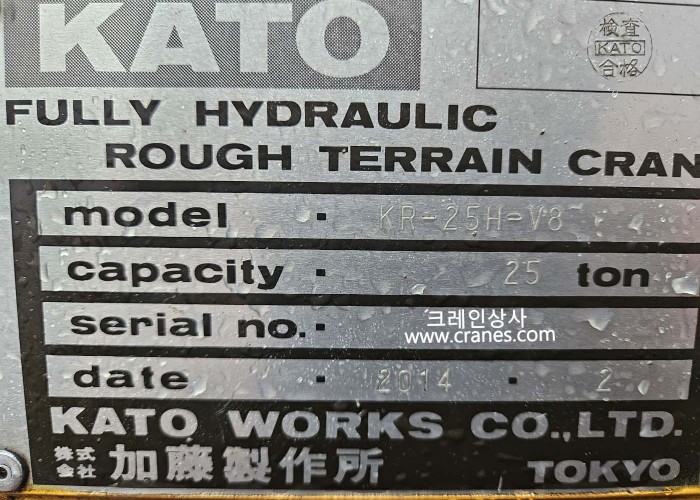 KATO
検査
KATO
合格
FULLY HYDRAULIC
ROUGH TERRAIN CRAN
model · KR-25H-V8
capacity · 25 ton
serial no. ·
크레인상사
www.cranes.com
date · 2014 · 2
KATO WORKS CO.,LTD.
株式会社 加藤製作所 TOKYO